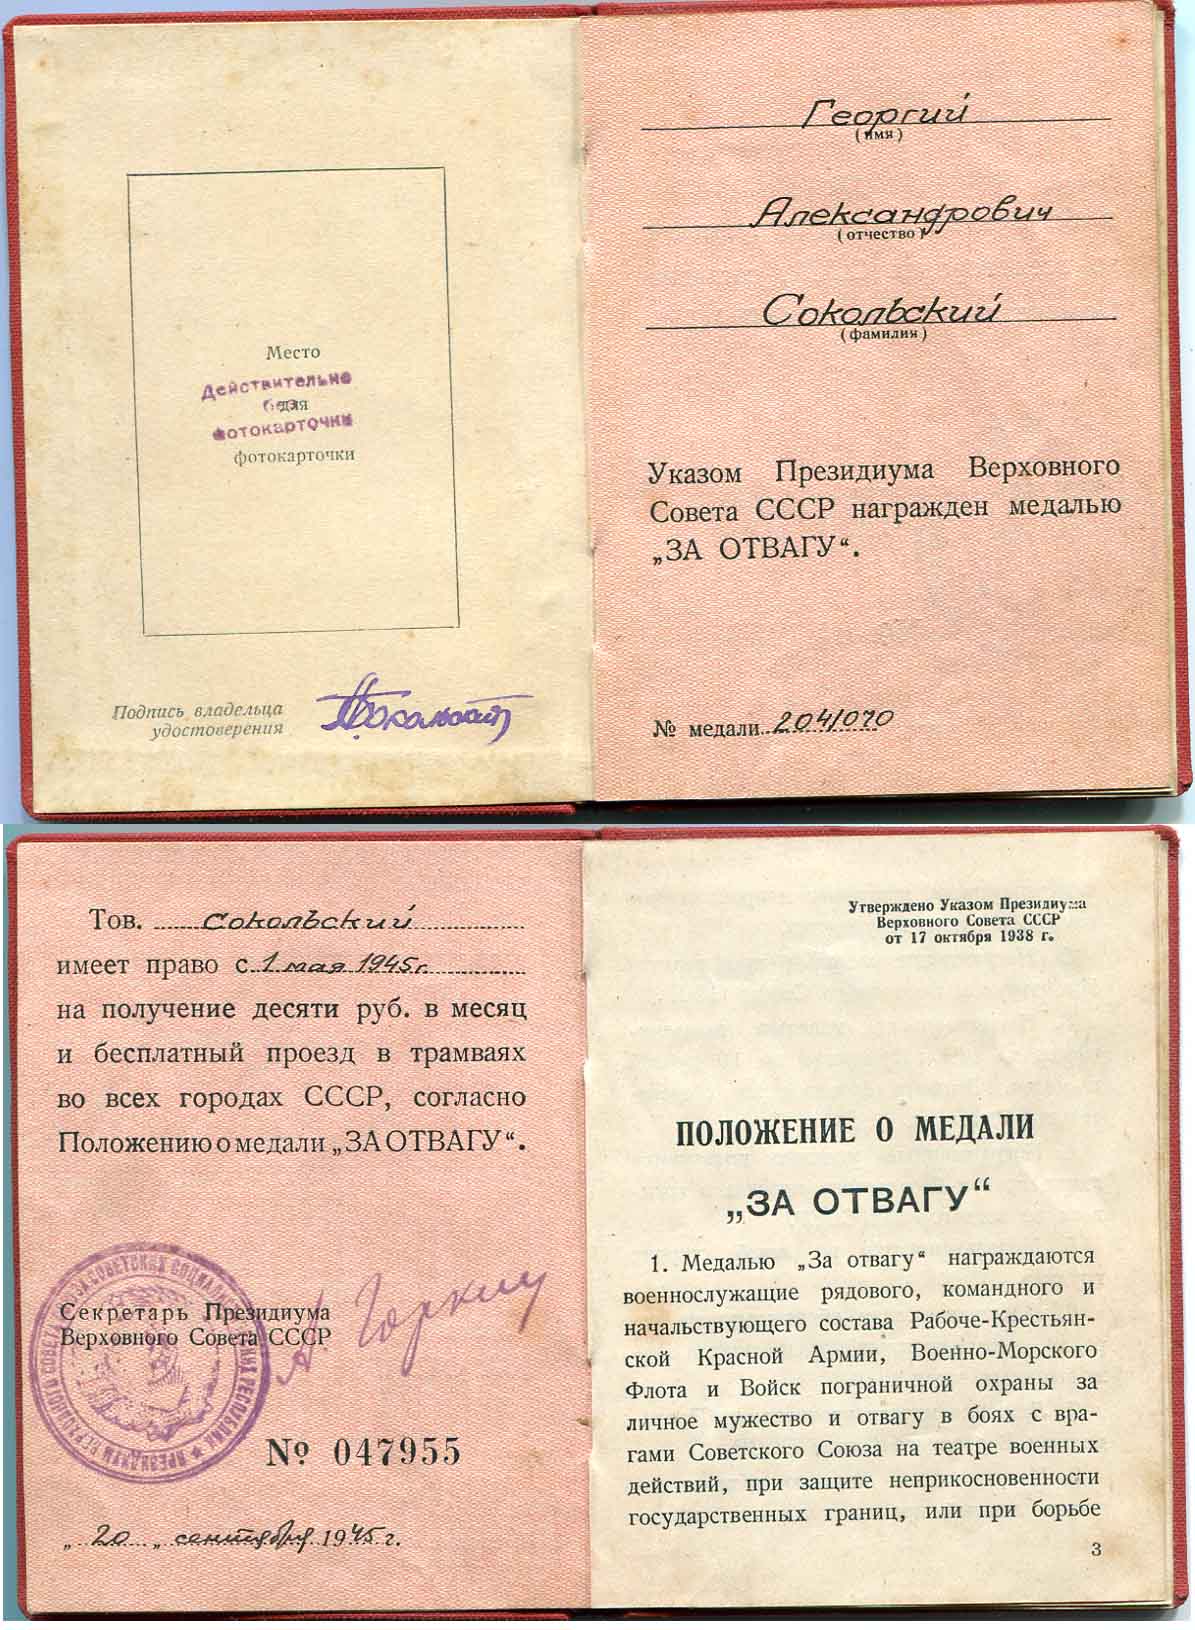 Место
Действительно
без
для
фотокарточки
фотокарточки
Подпись владельца
удостоверения
Сокольский
Георгий
(имя)
Александрович
(отчество)
Сокольский
(фамилия)
Указом Президиума Верховного
Совета СССР награжден медалью
„ЗА ОТВАГУ“.
№ медали 2041070
Тов. Сокольский
имеет право с 1 мая 1945г.
на получение десяти руб. в месяц
и бесплатный проезд в трамваях
во всех городах СССР, согласно
Положению о медали „ЗА ОТВАГУ“.
Секретарь Президиума
Верховного Совета СССР
А Горкин
№ 047955
„20„ сентября 1945 г.
Утверждено Указом Президиума
Верховного Совета СССР
от 17 октября 1938 г.
ПОЛОЖЕНИЕ О МЕДАЛИ
„ЗА ОТВАГУ“
1. Медалью „За отвагу“ награждаются
военнослужащие рядового, командного и
начальствующего состава Рабоче-Крестьян-
ской Красной Армии, Военно-Морского
Флота и Войск пограничной охраны за
личное мужество и отвагу в боях с вра-
гами Советского Союза на театре военных
действий, при защите неприкосновенности
государственных границ, или при борьбе
3